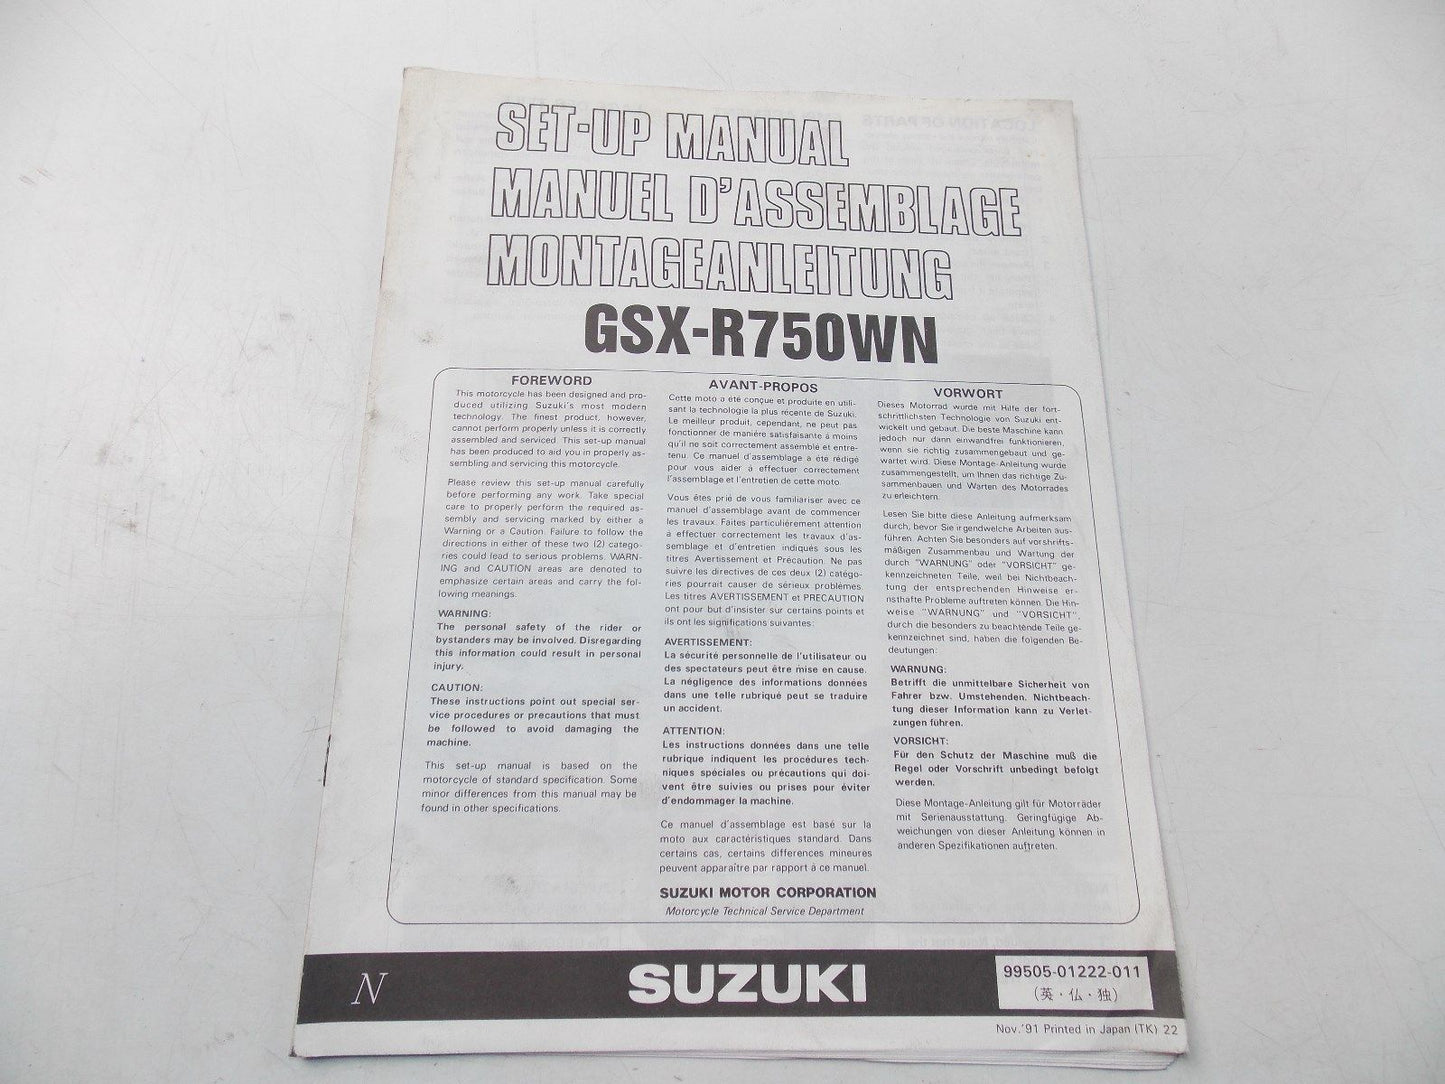 SET-UP MANUAL
MANUEL D'ASSEMBLAGE
MONTAGEANLEITUNG
GSX-R750WN
FOREWORD
This motorcycle has been designed and pro-
duced utilizing Suzuki's most modern
technology. The finest product, however,
cannot perform properly unless it is correctly
assembled and serviced. This set-up manual
has been produced to aid you in properly as-
sembling and servicing this motorcycle.
Please review this set-up manual carefully
before performing any work. Take special
care to properly perform the required as-
sembly and servicing marked by either a
Warning or a Caution. Failure to follow the
directions in either of these two (2) catego-
ries could lead to serious problems. WARN-
ING and CAUTION areas are denoted to
emphasize certain areas and carry the fol-
lowing meanings.
WARNING:
The personal safety of the rider or
bystanders may be involved. Disregarding
this information could result in personal
injury.
CAUTION:
These instructions point out special ser-
vice procedures or precautions that must
be followed to avoid damaging the
machine.
This set-up manual is based on the
motorcycle of standard specification. Some
minor differences from this manual may be
found in other specifications.
AVANT-PROPOS
Cette moto a été conçue et produite en utili-
sant la technologie la plus récente de Suzuki.
Le meilleur produit, cependant, ne peut pas
fonctionner de manière satisfaisante à moins
qu'il ne soit correctement assemblé et entre-
tenu. Ce manuel d'assemblage a été rédigé
pour vous aider à effectuer correctement
l'assemblage et l'entretien de cette moto.
Vous êtes prié de vous familiariser avec ce
manuel d'assemblage avant de commencer
les travaux. Faites particulièrement attention
à effectuer correctement les travaux d'as-
semblage et d'entretien indiqués sous les
titres Avertissement et Précaution. Ne pas
suivre les directives de ces deux (2) catégo-
ries pourrait causer de sérieux problèmes.
Les titres AVERTISSEMENT et PRECAUTION
ont pour but d'insister sur certains points et
ils ont les significations suivantes:
AVERTISSEMENT:
La sécurité personnelle de l'utilisateur ou
des spectateurs peut être mise en cause.
La négligence des informations données
dans une telle rubrique peut se traduire
un accident.
ATTENTION:
Les instructions données dans une telle
rubrique indiquent les procédures tech-
niques spéciales ou précautions qui doi-
vent être suivies ou prises pour éviter
d'endommager la machine.
Ce manuel d'assemblage est basé sur la
moto aux caractéristiques standard. Dans
certains cas, certains differences mineures
peuvent apparaître par rapport à ce manuel.
VORWORT
Dieses Motorrad wurde mit Hilfe der fort-
schrittlichsten Technologie von Suzuki ent-
wickelt und gebaut. Die beste Maschine kann
jedoch nur dann einwandfrei funktionieren,
wenn sie richtig zusammengebaut und ge-
wartet wird. Diese Montage-Anleitung wurde
zusammengestellt, um Ihnen das richtige Zu-
sammenbauen und Warten des Motorrades
zu erleichtern.
Lesen Sie bitte diese Anleitung aufmerksam
durch, bevor Sie irgendwelche Arbeiten aus-
führen. Achten Sie besonders auf vorschrifts-
mäßigen Zusammenbau und Wartung der
durch "WARNUNG" oder "VORSICHT" ge-
kennzeichneten Teile, weil bei Nichtbeach-
tung der entsprechenden Hinweise er-
nsthafte Probleme auftreten können. Die Hin-
weise "WARNUNG" und "VORSICHT",
durch die besonders zu beachtende Teile ge-
kennzeichnet sind, haben die folgenden Be-
deutungen:
WARNUNG:
Betrifft die unmittelbare Sicherheit von
Fahrer bzw. Umstehenden. Nichtbeach-
tung dieser Information kann zu Verlet-
zungen führen.
VORSICHT:
Für den Schutz der Maschine muß die
Regel oder Vorschrift unbedingt befolgt
werden.
Diese Montage-Anleitung gilt für Motorräder
mit Serienausstattung. Geringfügige Ab-
weichungen von dieser Anleitung können in
anderen Spezifikationen auftreten.
SUZUKI MOTOR CORPORATION
Motorcycle Technical Service Department
N
SUZUKI
99505-01222-011
(英・仏・独)
Nov.'91 Printed in Japan (TK) 22